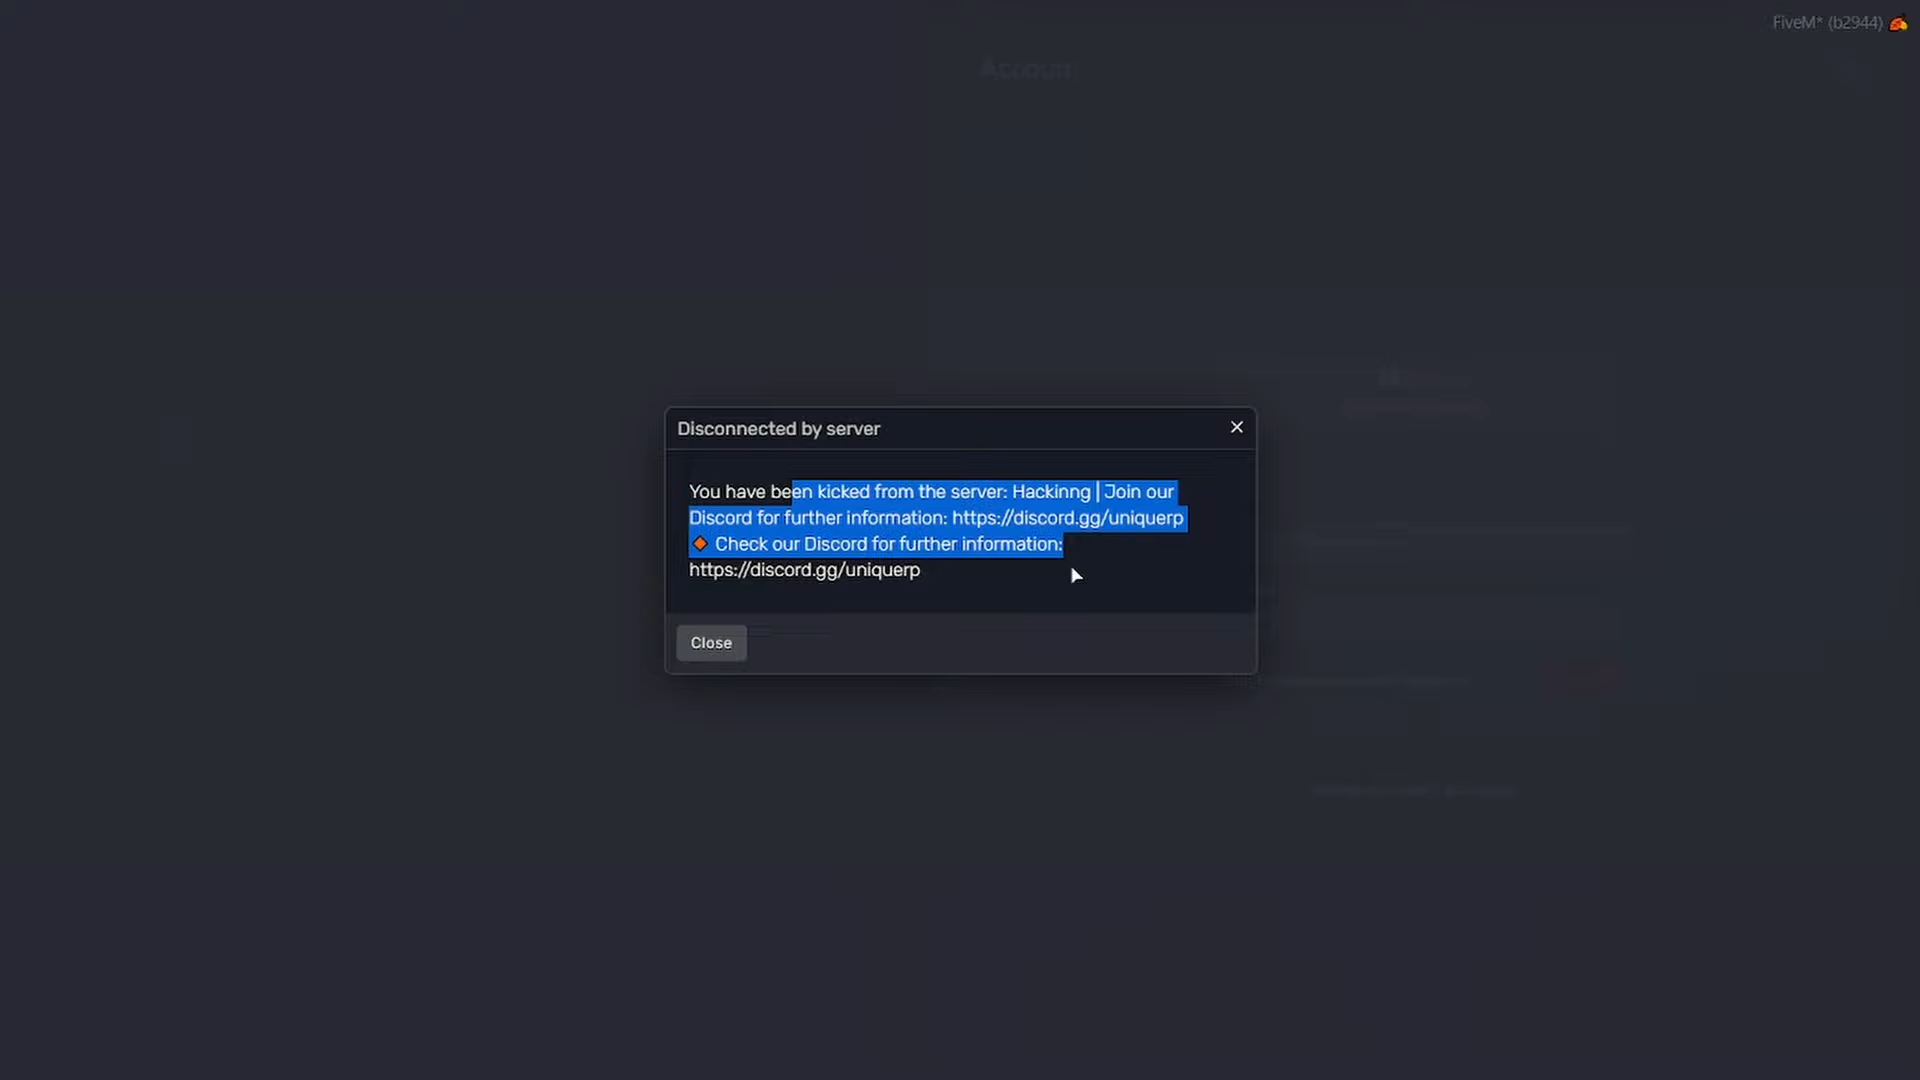 FiveM* (b2944)
Account
Disconnected by server
You have been kicked from the server: Hackinng | Join our
Discord for further information: https://discord.gg/uniquerp
Check our Discord for further information:
https://discord.gg/uniquerp
Close